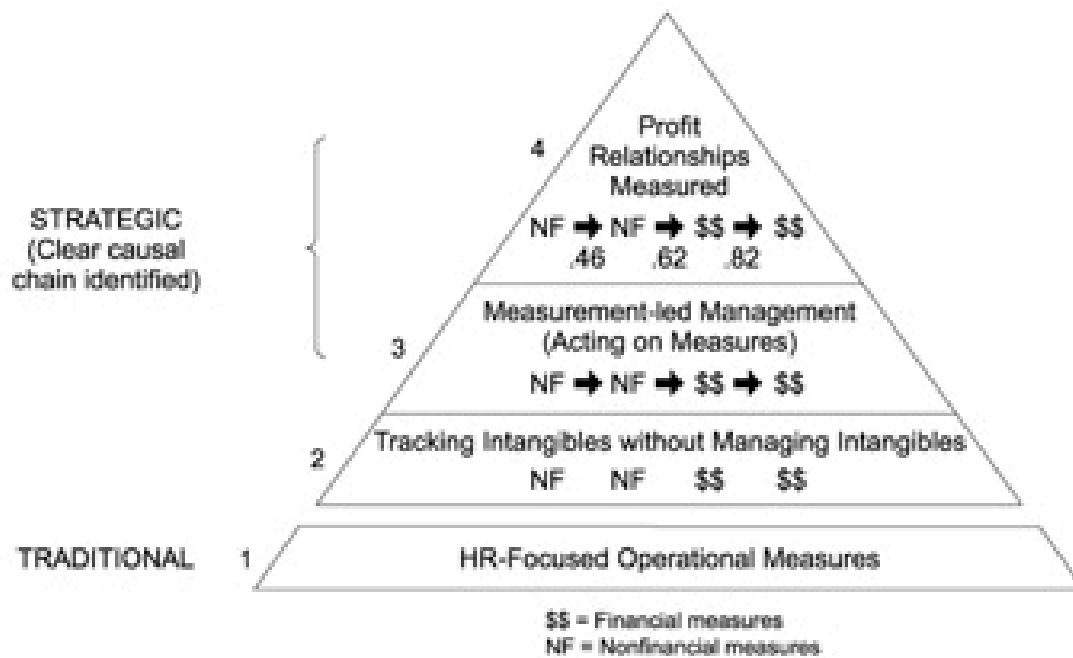 4
Profit
Relationships
Measured
NF → NF → $$ → $$
.46 .62 .82
STRATEGIC
(Clear causal
chain identified)
3
Measurement-led Management
(Acting on Measures)
NF → NF → $$ → $$
2
Tracking Intangibles without Managing Intangibles
NF NF $$ $$
TRADITIONAL
1
HR-Focused Operational Measures
$$ = Financial measures
NF = Nonfinancial measures